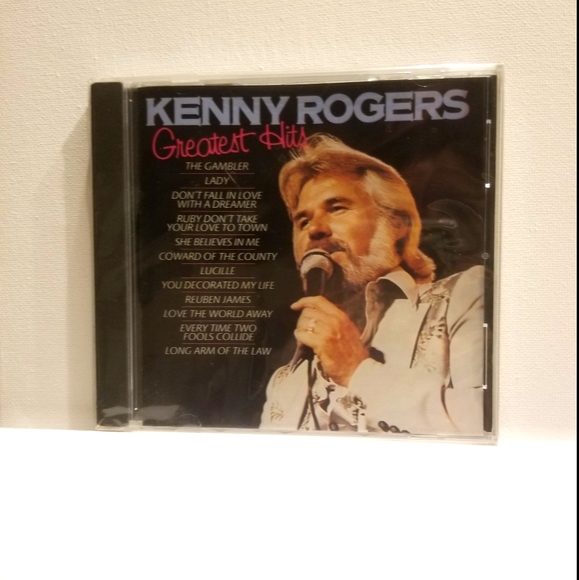 KENNY ROGERS
Greatest Hits
THE GAMBLER
LADY
DON'T FALL IN LOVE
WITH A DREAMER
RUBY DON'T TAKE
YOUR LOVE TO TOWN
SHE BELIEVES IN ME
COWARD OF THE COUNTY
LUCILLE
YOU DECORATED MY LIFE
REUBEN JAMES
LOVE THE WORLD AWAY
EVERY TIME TWO
FOOLS COLLIDE
LONG ARM OF THE LAW